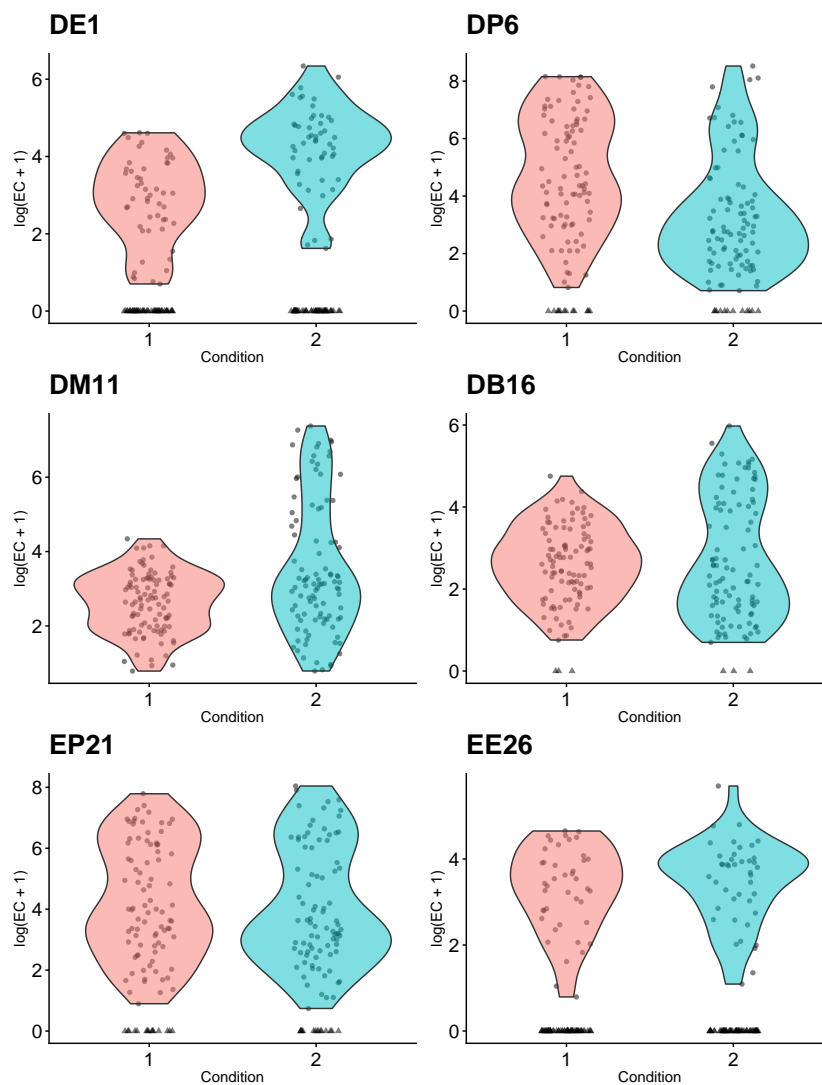 DE1 DP6
log(EC + 1) 6 4 2 0 log(EC + 1) 8 6 4 2 0
1 2 1 2
Condition Condition
DM11 DB16
log(EC + 1) 6 4 2 log(EC + 1) 6 4 2 0
1 2 1 2
Condition Condition
EP21 EE26
log(EC + 1) 8 6 4 2 0 log(EC + 1) 4 2 0
1 2 1 2
Condition Condition